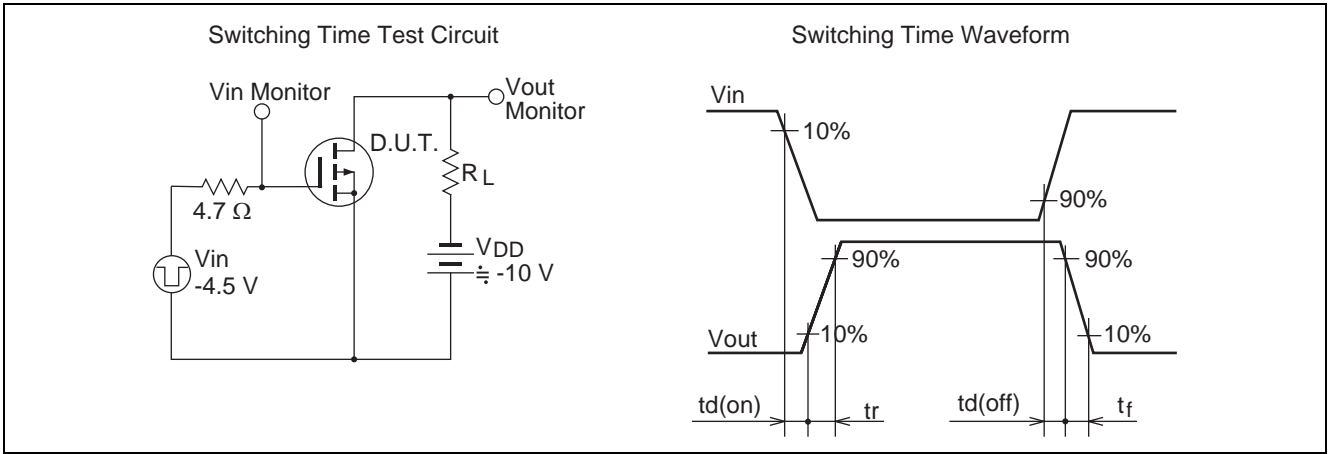 Switching Time Test Circuit
Vin Monitor
Vout
Monitor
D.U.T.
RL
4.7 Ω
Vin
-4.5 V
VDD
≒ -10 V
Switching Time Waveform
Vin
10%
90%
90%
90%
Vout
10%
10%
td(on)
tr
td(off)
tf